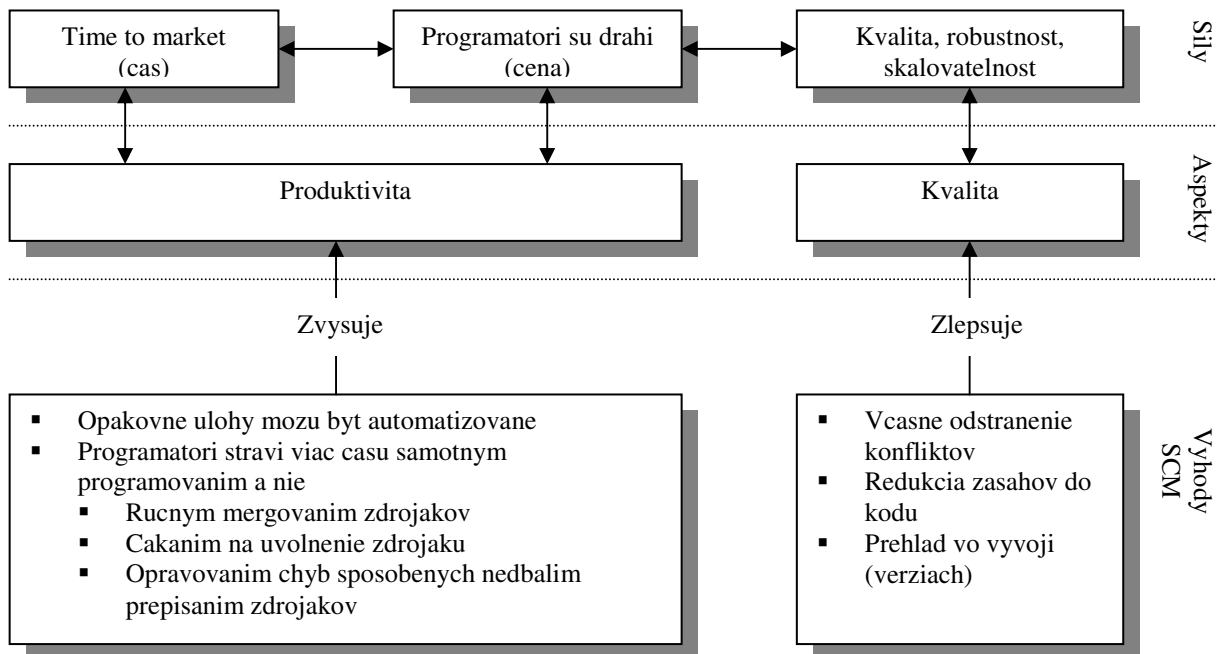 Time to market
(cas)
Programatori su drahi
(cena)
Kvalita, robustnost,
skalovatelnost
Sily
Produktivita
Kvalita
Aspekty
Zvysuje
Zlepsuje
▪ Opakovne ulohy mozu byt automatizovane
▪ Programatori stravi viac casu samotnym
programovanim a nie
▪ Rucnym mergovanim zdrojakov
▪ Cakanim na uvolnenie zdrojaku
▪ Opravovanim chyb sposobenych nedbalim
prepisanim zdrojakov
▪ Vcasne odstranenie
konfliktov
▪ Redukcia zasahov do
kodu
▪ Prehlad vo vyvoji
(verziach)
Vyhody
SCM